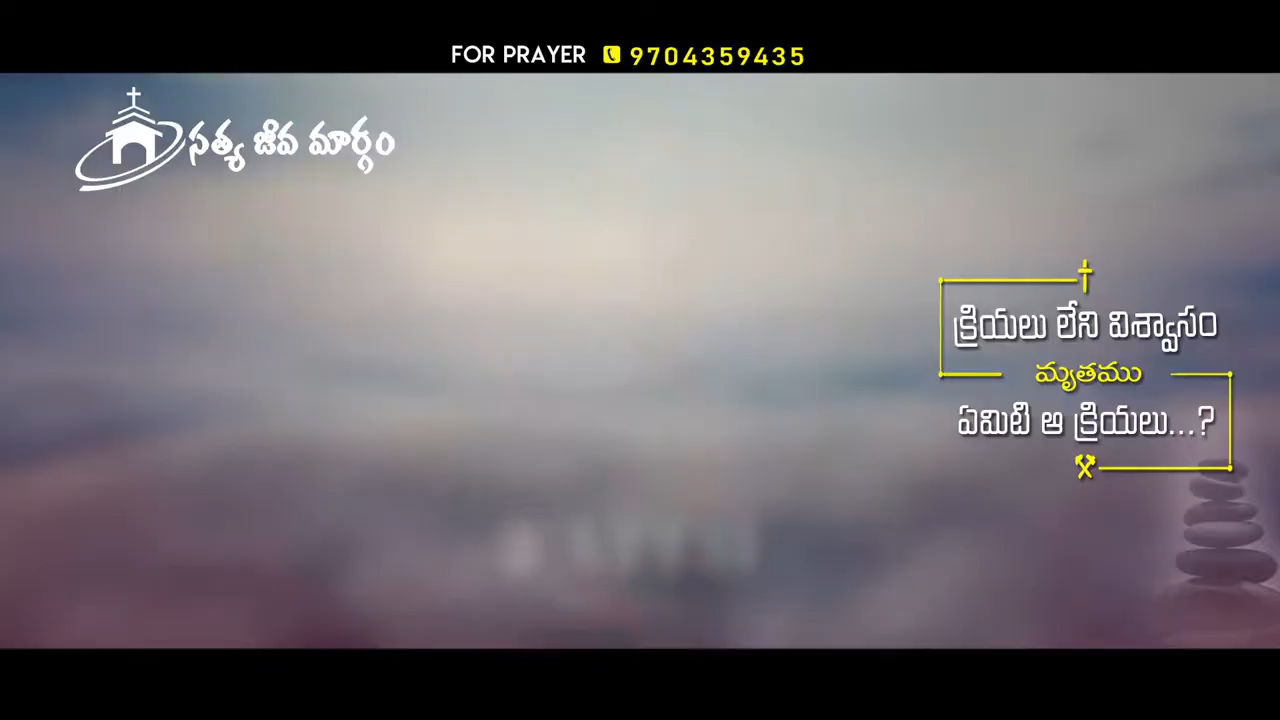 FOR PRAYER 9704359435
సత్య జీవ మార్గం
క్రియలు లేని విశ్వాసం
మృతము
ఏమిటి ఆ క్రియలు...?